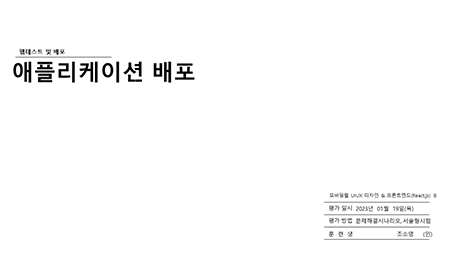 웹테스트 및 배포
애플리케이션 배포
모바일웹 UI/UX 디자인 & 프론트엔드(React.js) B
평가 일시 2023년 01월 19일(목)
평가 방법 문제해결시나리오, 서술형시험
훈 련 생 조소영 (인)